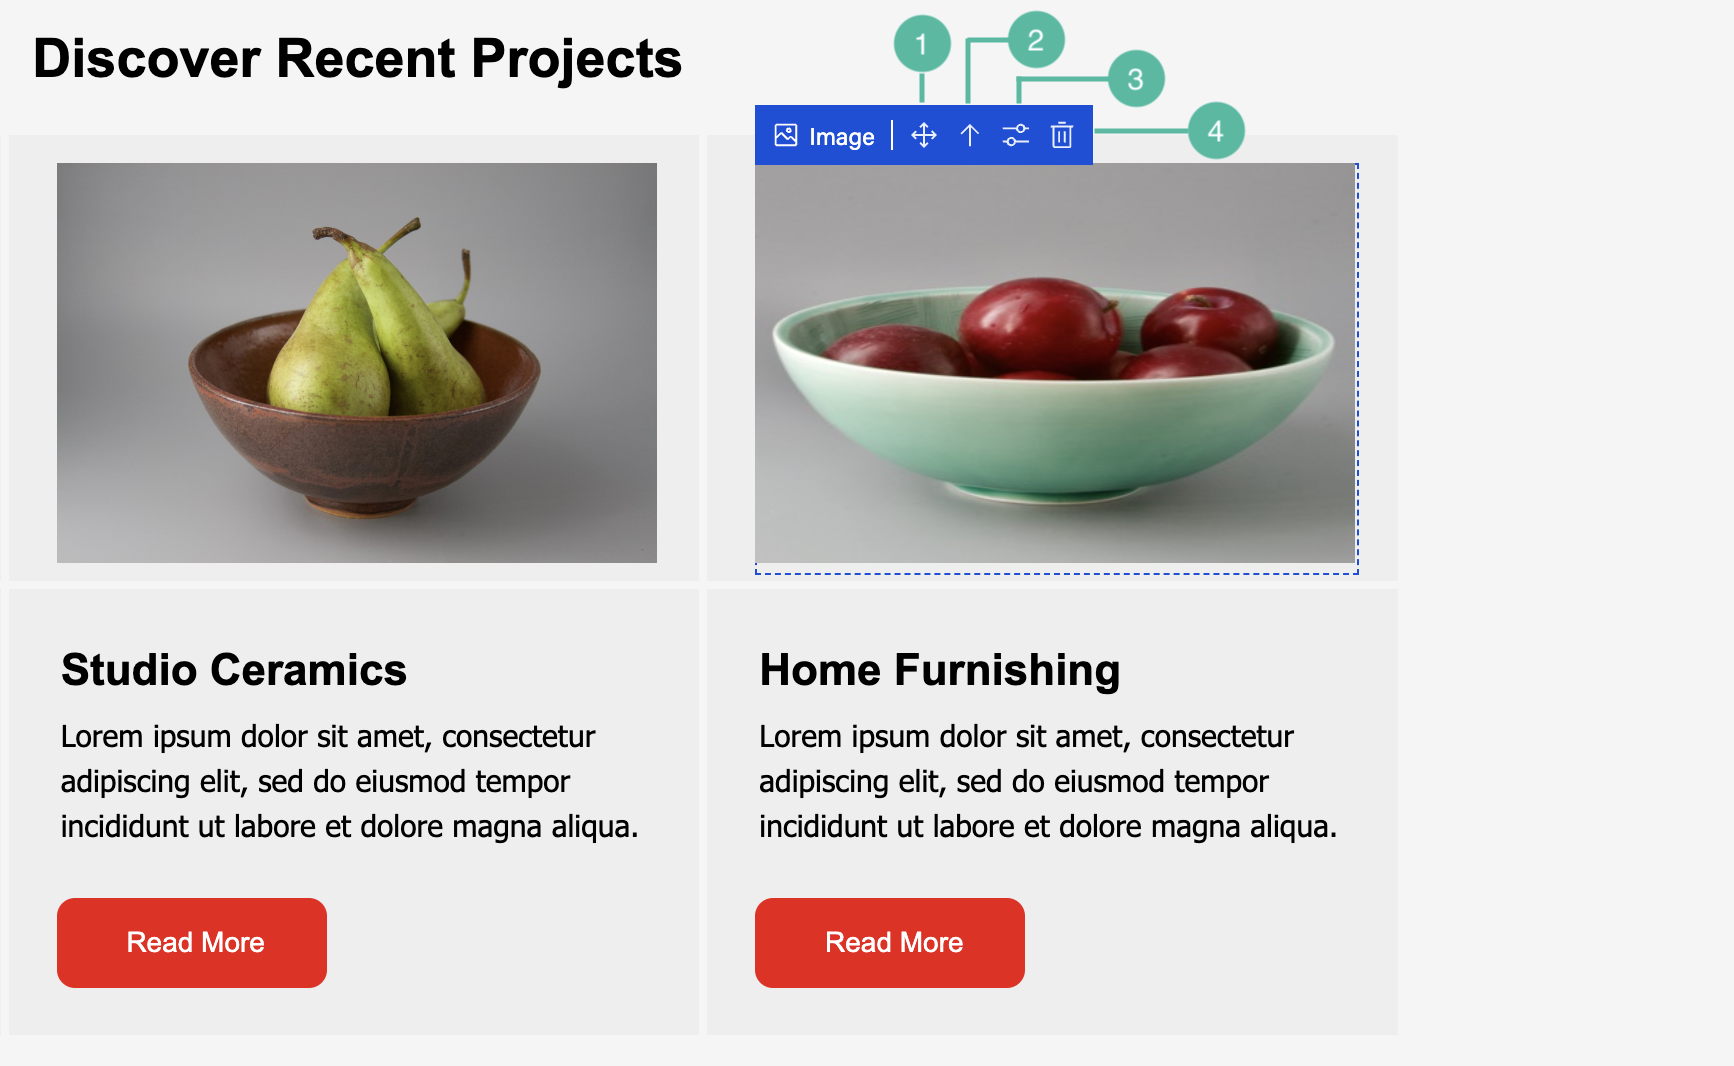 Discover Recent Projects
1
2
3
4
Image
Studio Ceramics
Lorem ipsum dolor sit amet, consectetur
adipiscing elit, sed do eiusmod tempor
incididunt ut labore et dolore magna aliqua.
Read More
Home Furnishing
Lorem ipsum dolor sit amet, consectetur
adipiscing elit, sed do eiusmod tempor
incididunt ut labore et dolore magna aliqua.
Read More